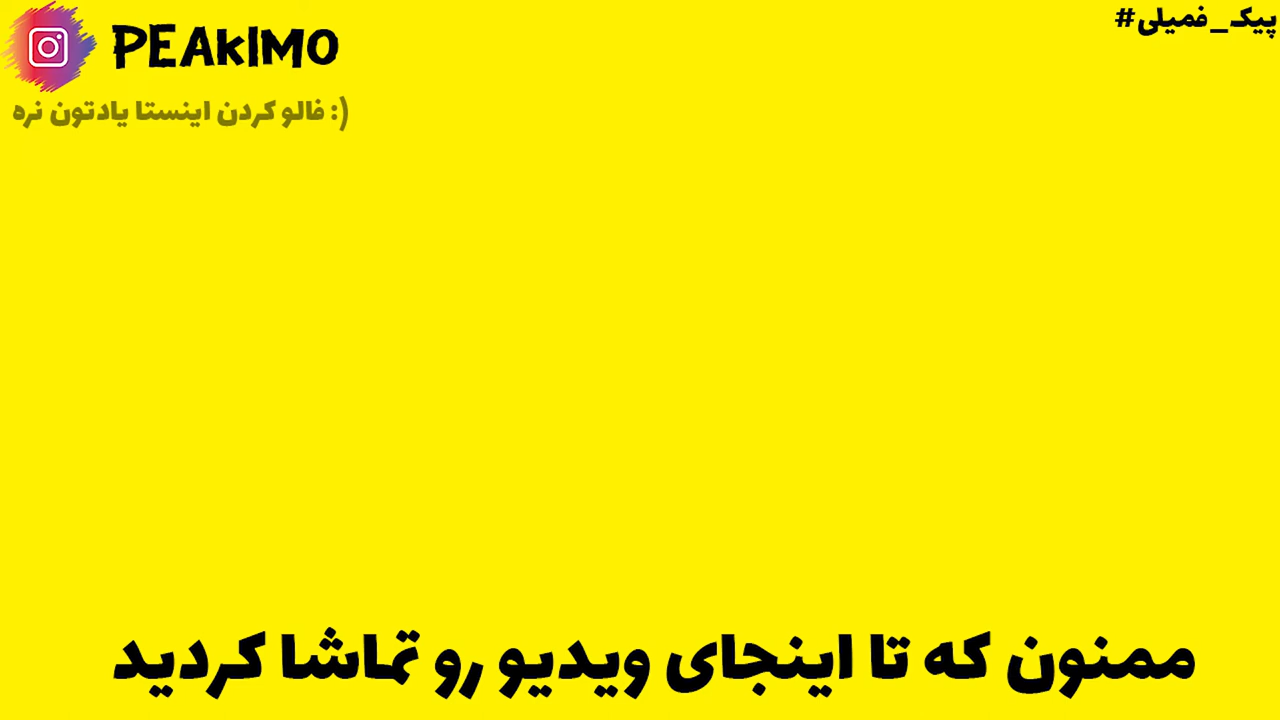 PEAkIMO
#پیک_فمیلی
فالو کردن اینستا یادتون نره :)
ممنون که تا اینجای ویدیو رو تماشا کردید